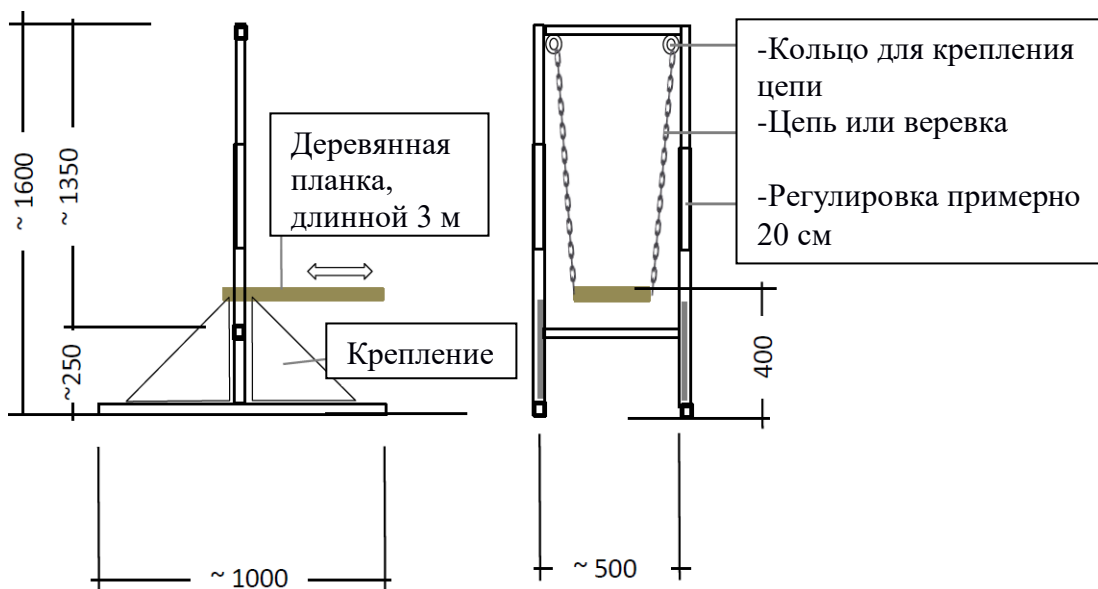 ~ 1600
~ 1350
~250
Деревянная
планка,
длинной 3 м
Крепление
~ 1000
-Кольцо для крепления
цепи
-Цепь или веревка
-Регулировка примерно
20 см
400
~ 500